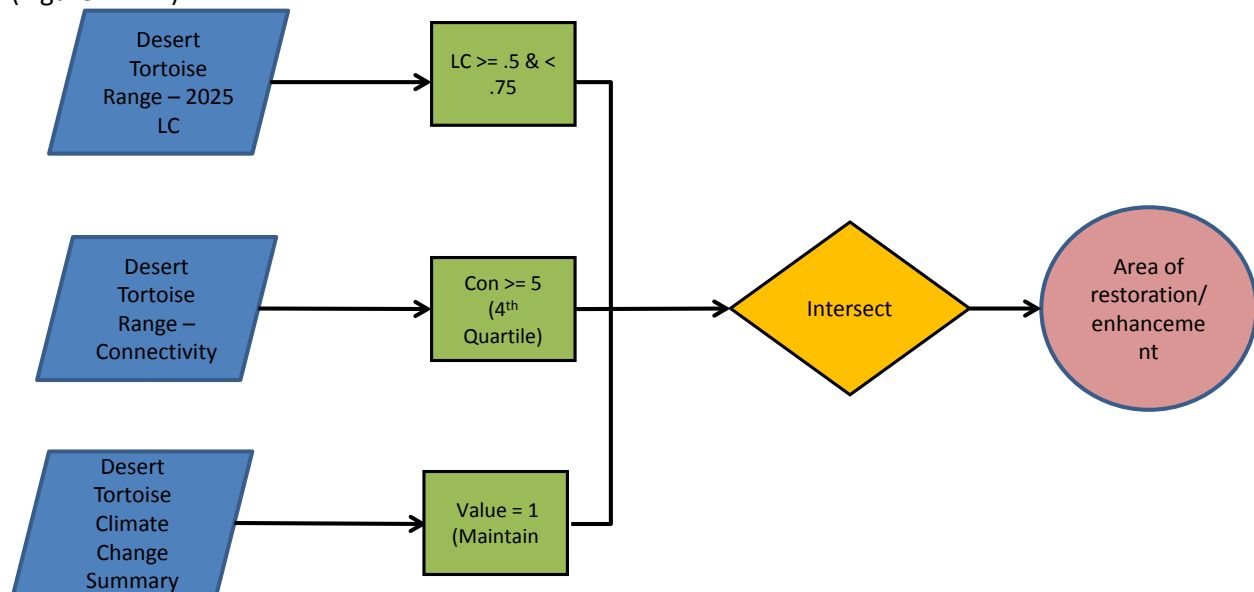 Desert
Tortoise
Range – 2025
LC
LC >= .5 & <
.75
Desert
Tortoise
Range –
Connectivity
Con >= 5
(4th
Quartile)
Intersect
Area of
restoration/
enhanceme
nt
Desert
Tortoise
Climate
Change
Summary
Value = 1
(Maintain